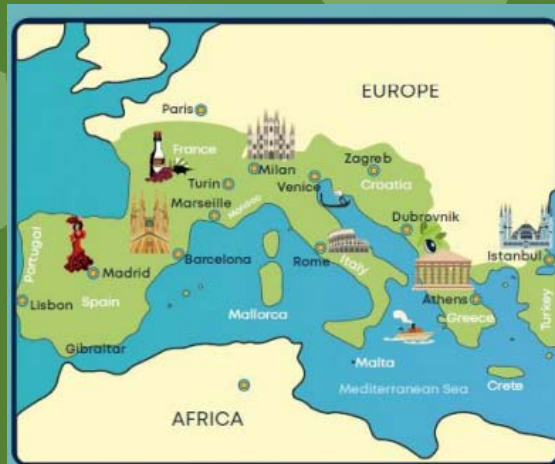 EUROPE
Paris
France
Milan
Zagreb
Turin
Venice
Croatia
Marseille
Monaco
Dubrovnik
Portugal
Barcelona
Rome
Italy
Istanbul
Madrid
Lisbon
Spain
Athens
Greece
Turkey
Mallorca
Gibraltar
Malta
Mediterranean Sea
Crete
AFRICA